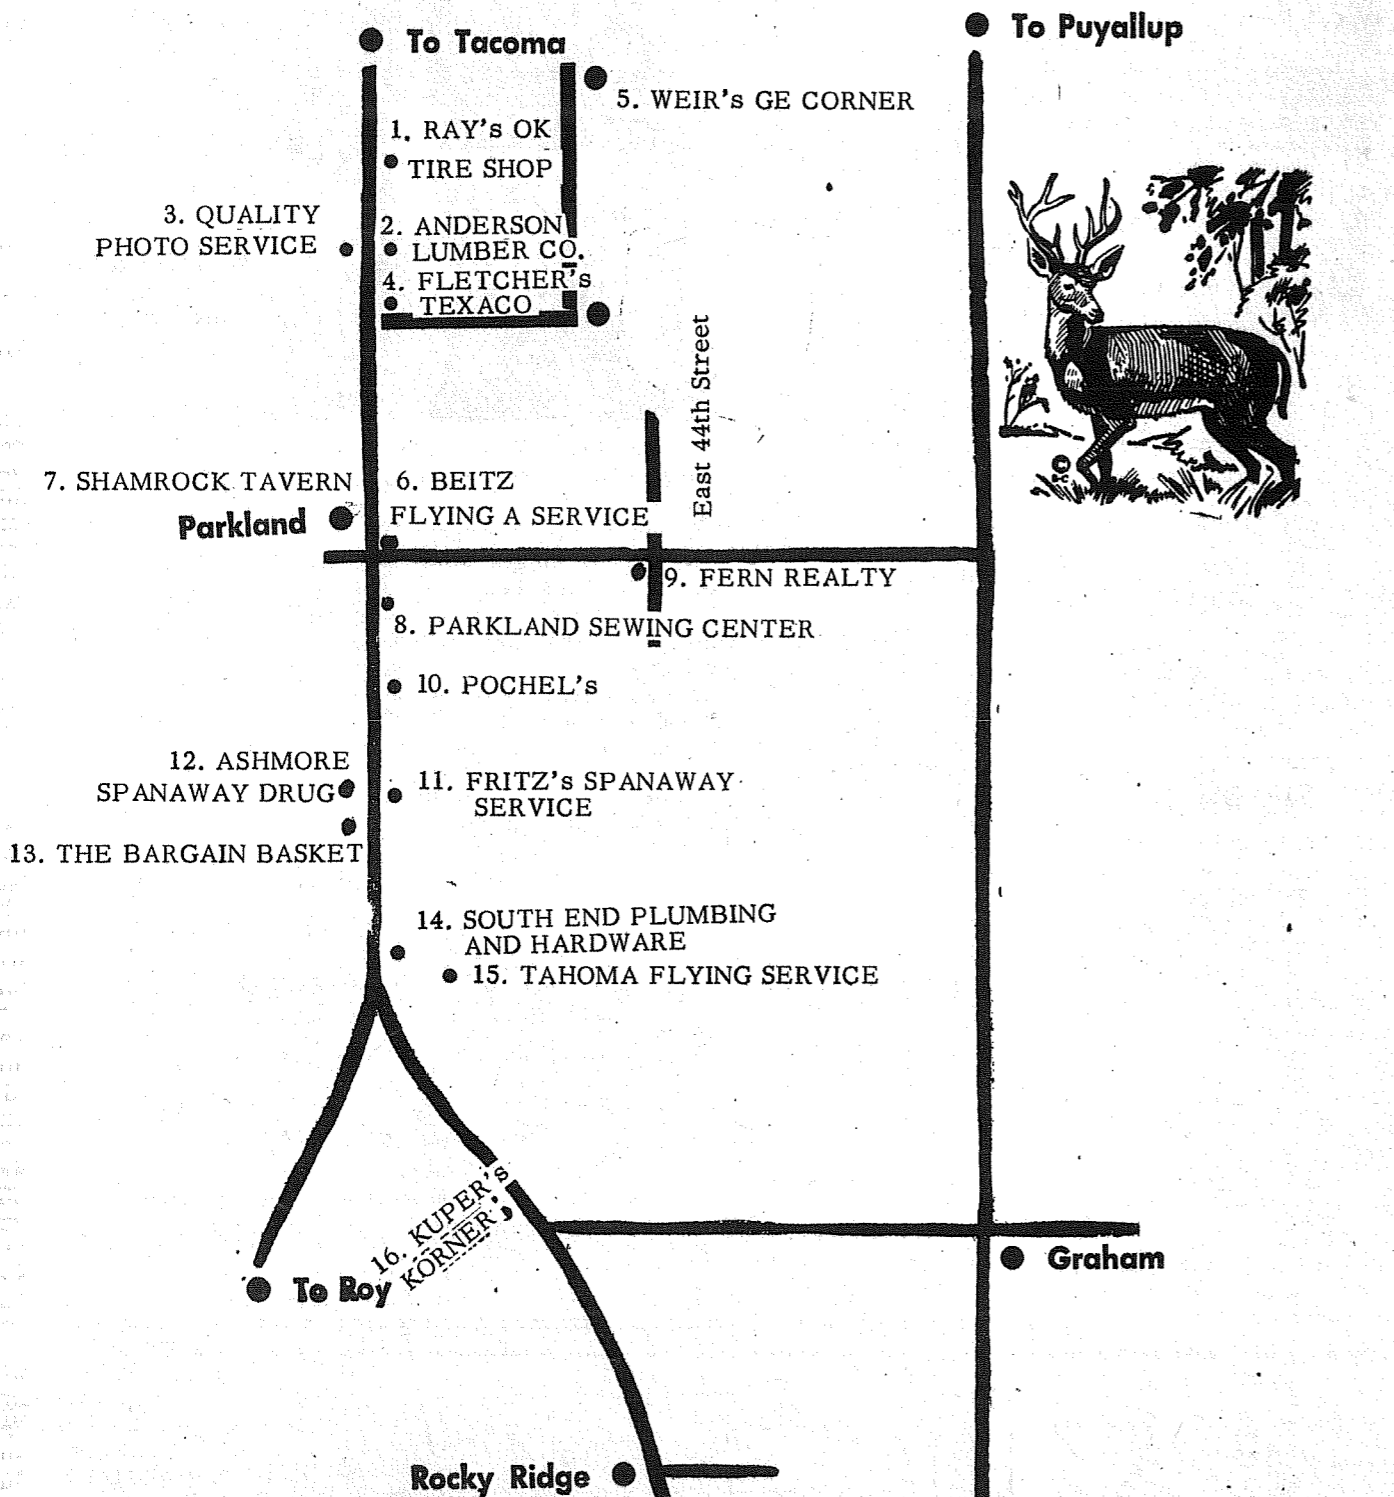 To Tacoma
To Puyallup
5. WEIR's GE CORNER
1. RAY's OK
TIRE SHOP
3. QUALITY
PHOTO SERVICE
2. ANDERSON
LUMBER CO.
4. FLETCHER's
TEXACO
East 44th Street
7. SHAMROCK TAVERN
Parkland
6. BEITZ
FLYING A SERVICE
9. FERN REALTY
8. PARKLAND SEWING CENTER
10. POCHEL's
12. ASHMORE
SPANAWAY DRUG
11. FRITZ's SPANAWAY
SERVICE
13. THE BARGAIN BASKET
14. SOUTH END PLUMBING
AND HARDWARE
15. TAHOMA FLYING SERVICE
16. KUPER's
KORNER
To Roy
Graham
Rocky Ridge